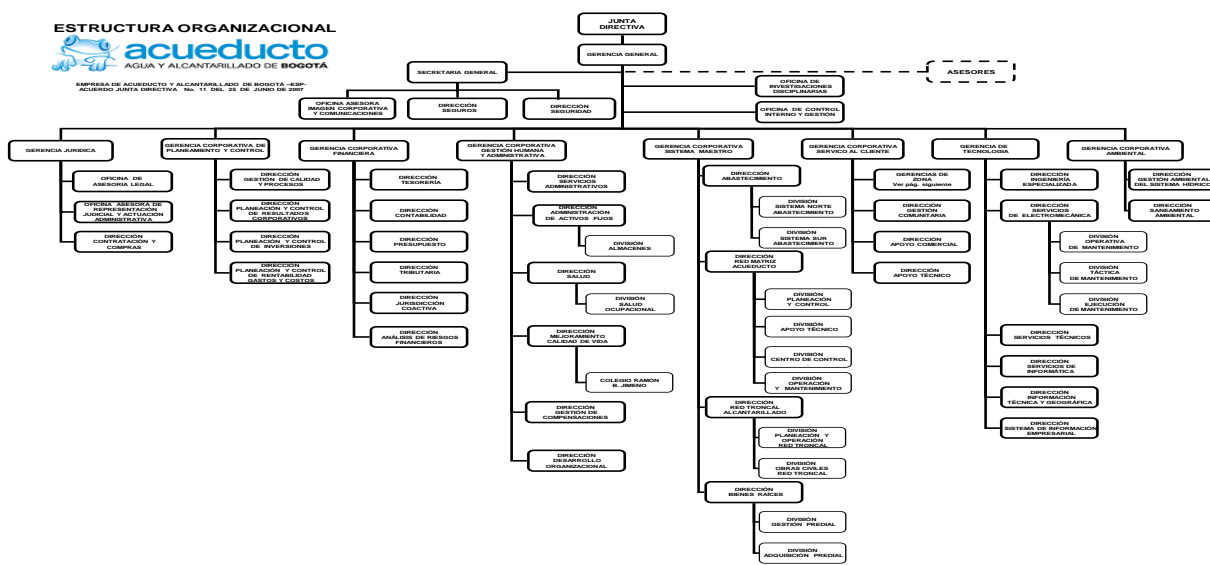 ESTRUCTURA ORGANIZACIONAL
acueducto
AGUA Y ALCANTARILLADO DE BOGOTÁ
EMPRESA DE ACUEDUCTO Y ALCANTARILLADO DE BOGOTÁ –ESP-
ACUERDO JUNTA DIRECTIVA No. 11 DEL 25 DE JUNIO DE 2007
JUNTA
DIRECTIVA
GERENCIA GENERAL
SECRETARIA GENERAL
ASESORES
OFICINA DE
INVESTIGACIONES
DISCIPLINARIAS
OFICINA ASESORA
IMAGEN CORPORATIVA
Y COMUNICACIONES
DIRECCIÓN
SEGUROS
DIRECCIÓN
SEGURIDAD
OFICINA DE CONTROL
INTERNO Y GESTIÓN
GERENCIA JURIDICA
OFICINA DE
ASESORIA LEGAL
OFICINA ASESORA DE
REPRESENTACIÓN
JUDICIAL Y ACTUACIÓN
ADMINISTRATIVA
DIRECCIÓN
CONTRATACIÓN Y
COMPRAS
GERENCIA CORPORATIVA DE
PLANEAMIENTO Y CONTROL
DIRECCIÓN
GESTIÓN DE CALIDAD
Y PROCESOS
DIRECCIÓN
PLANEACIÓN Y CONTROL
DE RESULTADOS
CORPORATIVOS
DIRECCIÓN
PLANEACIÓN Y CONTROL
DE INVERSIONES
DIRECCIÓN
PLANEACIÓN Y CONTROL
DE RENTABILIDAD
GASTOS Y COSTOS
GERENCIA CORPORATIVA
FINANCIERA
DIRECCIÓN
TESORERÍA
DIRECCIÓN
CONTABILIDAD
DIRECCIÓN
PRESUPUESTO
DIRECCIÓN
TRIBUTARIA
DIRECCIÓN
JURISDICCIÓN
COACTIVA
DIRECCIÓN
ANÁLISIS DE RIESGOS
FINANCIEROS
GERENCIA CORPORATIVA
GESTIÓN HUMANA
Y ADMINISTRATIVA
DIRECCIÓN
SERVICIOS
ADMINISTRATIVOS
DIRECCIÓN
ADMINISTRACIÓN
DE ACTIVOS FIJOS
DIVISIÓN
ALMACENES
DIRECCIÓN
SALUD
DIVISIÓN
SALUD
OCUPACIONAL
DIRECCIÓN
MEJORAMIENTO
CALIDAD DE VIDA
COLEGIO RAMÓN
B. JIMENO
DIRECCIÓN
GESTIÓN DE
COMPENSACIONES
DIRECCIÓN
DESARROLLO
ORGANIZACIONAL
GERENCIA CORPORATIVA
SISTEMA MAESTRO
DIRECCIÓN
ABASTECIMIENTO
DIVISIÓN
SISTEMA NORTE
ABASTECIMIENTO
DIVISIÓN
SISTEMA SUR
ABASTECIMIENTO
DIRECCIÓN
RED MATRIZ
ACUEDUCTO
DIVISIÓN
PLANEACIÓN
Y CONTROL
DIVISIÓN
APOYO TÉCNICO
DIVISIÓN
CENTRO DE CONTROL
.
DIVISIÓN
OPERACIÓN
Y MANTENIMIENTO
DIRECCIÓN
RED TRONCAL
ALCANTARILLADO
DIVISIÓN
PLANEACIÓN Y
OPERACIÓN
RED TRONCAL
DIVISIÓN
OBRAS CIVILES
RED TRONCAL
DIRECCIÓN
BIENES RAÍCES
DIVISIÓN
GESTIÓN PREDIAL
DIVISIÓN
ADQUISICIÓN PREDIAL
GERENCIA CORPORATIVA
SERVICO AL CLIENTE
GERENCIAS DE
ZONA
Ver pág. siguiente
DIRECCIÓN
GESTIÓN
COMUNITARIA
DIRECCIÓN
APOYO COMERCIAL
DIRECCIÓN
APOYO TÉCNICO
GERENCIA DE
TECNOLOGIA
DIRECCIÓN
INGENIERÍA
ESPECIALIZADA
DIRECCIÓN
SERVICIOS
DE ELECTROMECÁNICA
DIVISIÓN
OPERATIVA
DE MANTENIMIENTO
DIVISIÓN
TÁCTICA
DE MANTENIMIENTO
DIVISIÓN
EJECUCIÓN
DE MANTENIMIENTO
DIRECCIÓN
SERVICIOS TÉCNICOS
DIRECCIÓN
SERVICIOS DE
INFORMÁTICA
DIRECCIÓN
INFORMACIÓN
TÉCNICA Y GEOGRÁFICA
DIRECCIÓN
SISTEMA DE INFORMACIÓN
EMPRESARIAL
GERENCIA CORPORATIVA
AMBIENTAL
DIRECCIÓN
GESTIÓN AMBIENTAL
DEL SISTEMA HÍDRICO
DIRECCIÓN
SANEAMIENTO
AMBIENTAL